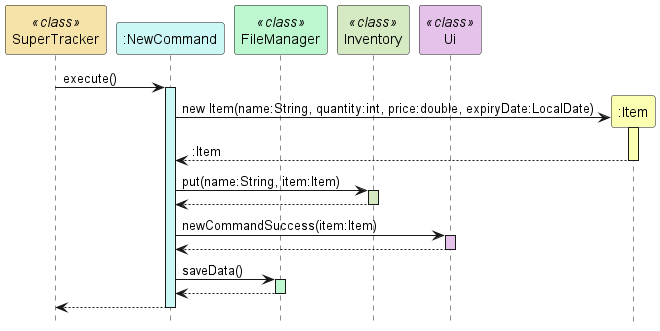 «class»
SuperTracker
:NewCommand
«class»
FileManager
«class»
Inventory
«class»
Ui
execute()
new Item(name:String, quantity:int, price:double, expiryDate:LocalDate)
:Item
:Item
put(name:String, item:Item)
newCommandSuccess(item:Item)
saveData()